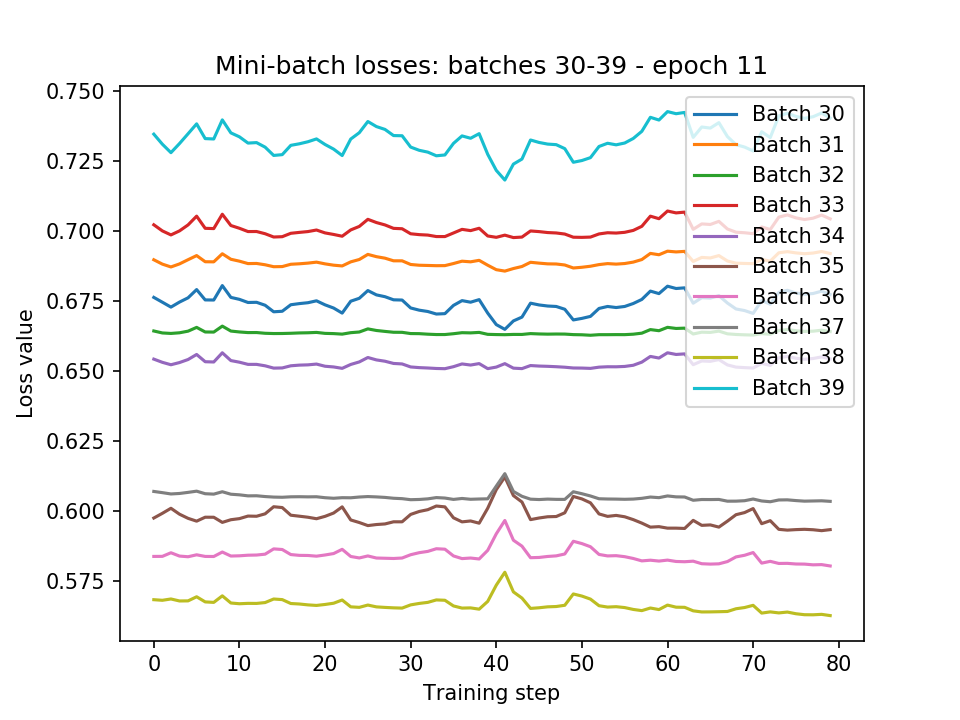 Mini-batch losses: batches 30-39 - epoch 11
Loss value
0.750
0.725
0.700
0.675
0.650
0.625
0.600
0.575
Batch 30
Batch 31
Batch 32
Batch 33
Batch 34
Batch 35
Batch 36
Batch 37
Batch 38
Batch 39
0 10 20 30 40 50 60 70 80
Training step